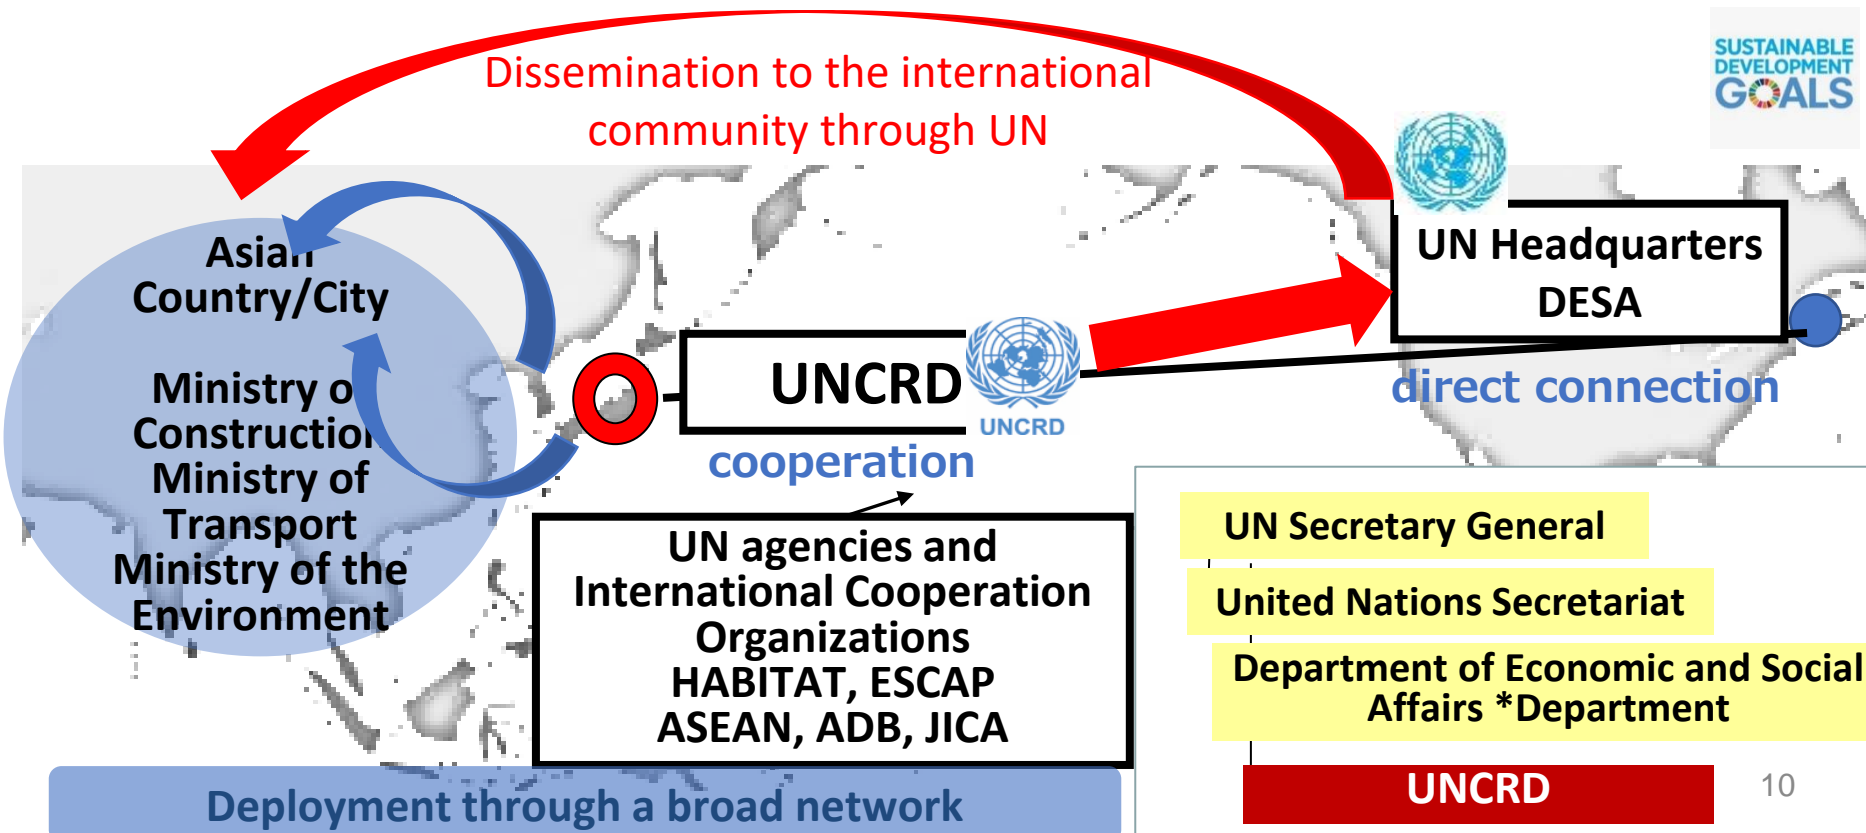 Dissemination to the international
community through UN
SUSTAINABLE
DEVELOPMENT
GOALS
UN Headquarters
DESA
Asian
Country/City
Ministry of
Construction
Ministry of
Transport
Ministry of the
Environment
UNCRD
UNCRD
direct connection
cooperation
UN agencies and
International Cooperation
Organizations
HABITAT, ESCAP
ASEAN, ADB, JICA
UN Secretary General
United Nations Secretariat
Department of Economic and Social
Affairs *Department
UNCRD
Deployment through a broad network
10